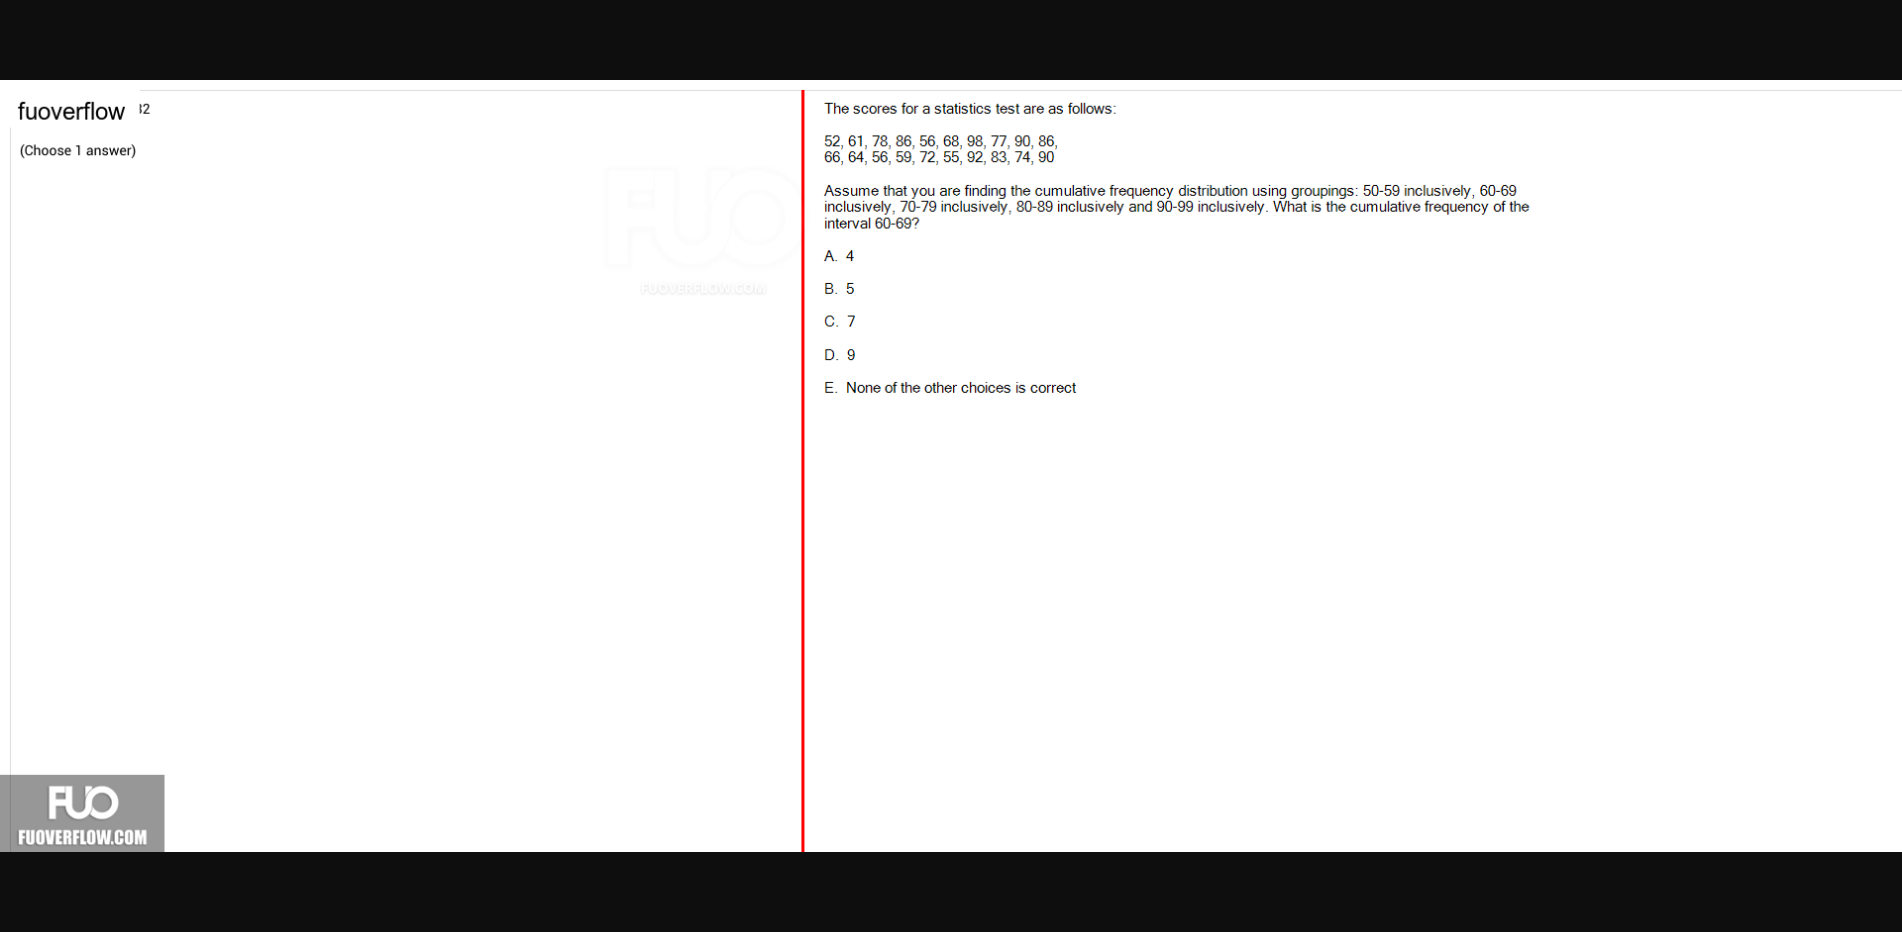 fuoverflow 32
(Choose 1 answer)
FUO
FUOVERFLOW.COM
The scores for a statistics test are as follows:
52, 61, 78, 86, 56, 68, 98, 77, 90, 86,
66, 64, 56, 59, 72, 55, 92, 83, 74, 90
Assume that you are finding the cumulative frequency distribution using groupings: 50-59 inclusively, 60-69
inclusively, 70-79 inclusively, 80-89 inclusively and 90-99 inclusively. What is the cumulative frequency of the
interval 60-69?
A. 4
B. 5
C. 7
D. 9
E. None of the other choices is correct
FUO
FUOVERFLOW.COM